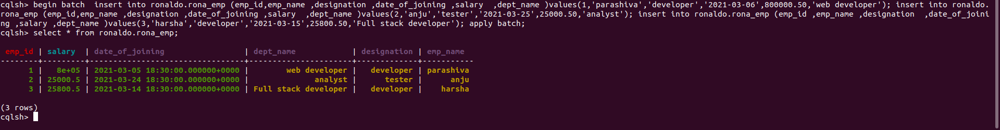 cqlsh> begin batch  insert into ronaldo.rona_emp (emp_id,emp_name ,designation ,date_of_joining ,salary  ,dept_name )values(1,'parashiva','developer','2021-03-06',800000.50,'web developer'); insert into ronaldo.
rona_emp (emp_id,emp_name ,designation ,date_of_joining ,salary  ,dept_name )values(2,'anju','tester','2021-03-25',25000.50,'analyst'); insert into ronaldo.rona_emp (emp_id ,emp_name ,designation  ,date_of_joini
ng ,salary ,dept_name )values(3,'harsha','developer','2021-03-15',25800.50,'Full stack developer'); apply batch;
cqlsh> select * from ronaldo.rona_emp;
 emp_id | salary  | date_of_joining                 | dept_name            | designation | emp_name
--------+---------+---------------------------------+----------------------+-------------+-----------
      1 |   8e+05 | 2021-03-05 18:30:00.000000+0000 |        web developer |   developer | parashiva
      2 | 25000.5 | 2021-03-24 18:30:00.000000+0000 |              analyst |      tester |      anju
      3 | 25800.5 | 2021-03-14 18:30:00.000000+0000 | Full stack developer |   developer |    harsha
(3 rows)
cqlsh>